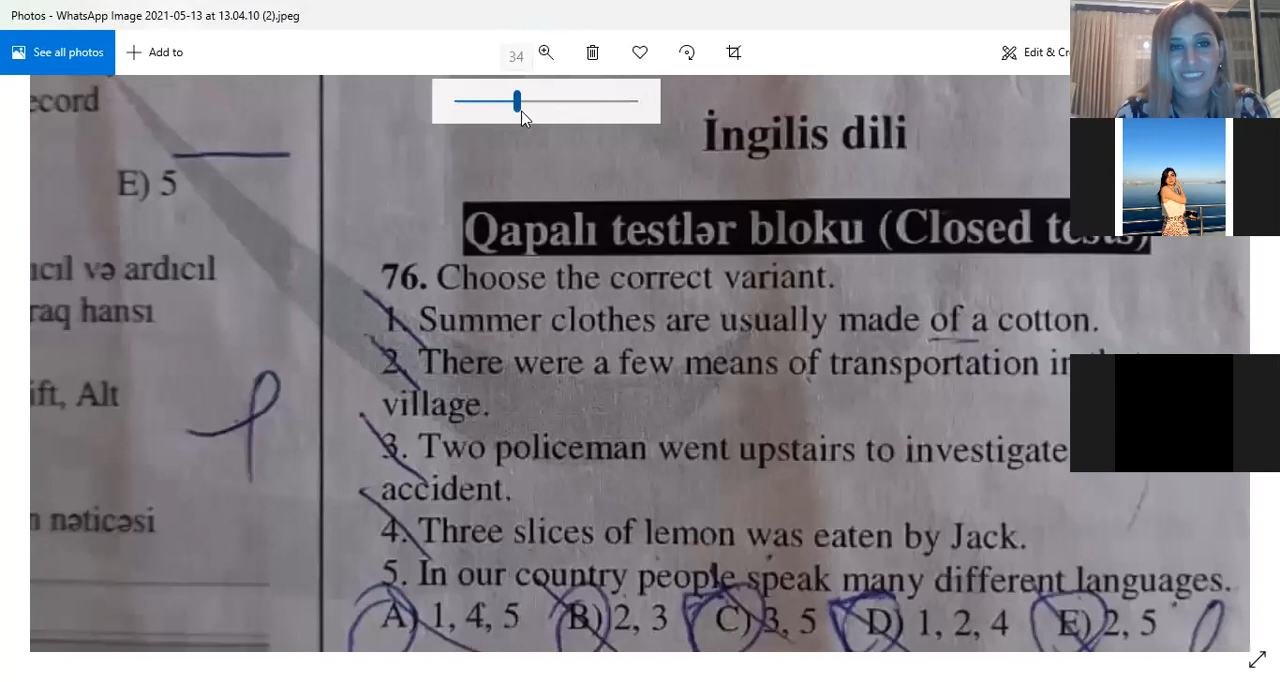 Photos - WhatsApp Image 2021-05-13 at 13.04.10 (2).jpeg
See all photos
Add to
34
Edit &
ecord
E) 5
İngilis dili
Qapalı testlər bloku (Closed tests)
ıcıl və ardıcıl
raq hansı
ift, Alt
n nəticəsi
76. Choose the correct variant.
1. Summer clothes are usually made of a cotton.
2. There were a few means of transportation in
village.
3. Two policeman went upstairs to investigate
accident.
4. Three slices of lemon was eaten by Jack.
5. In our country people speak many different languages.
A) 1, 4, 5 B) 2, 3 C) 3, 5 D) 1, 2, 4 E) 2, 5